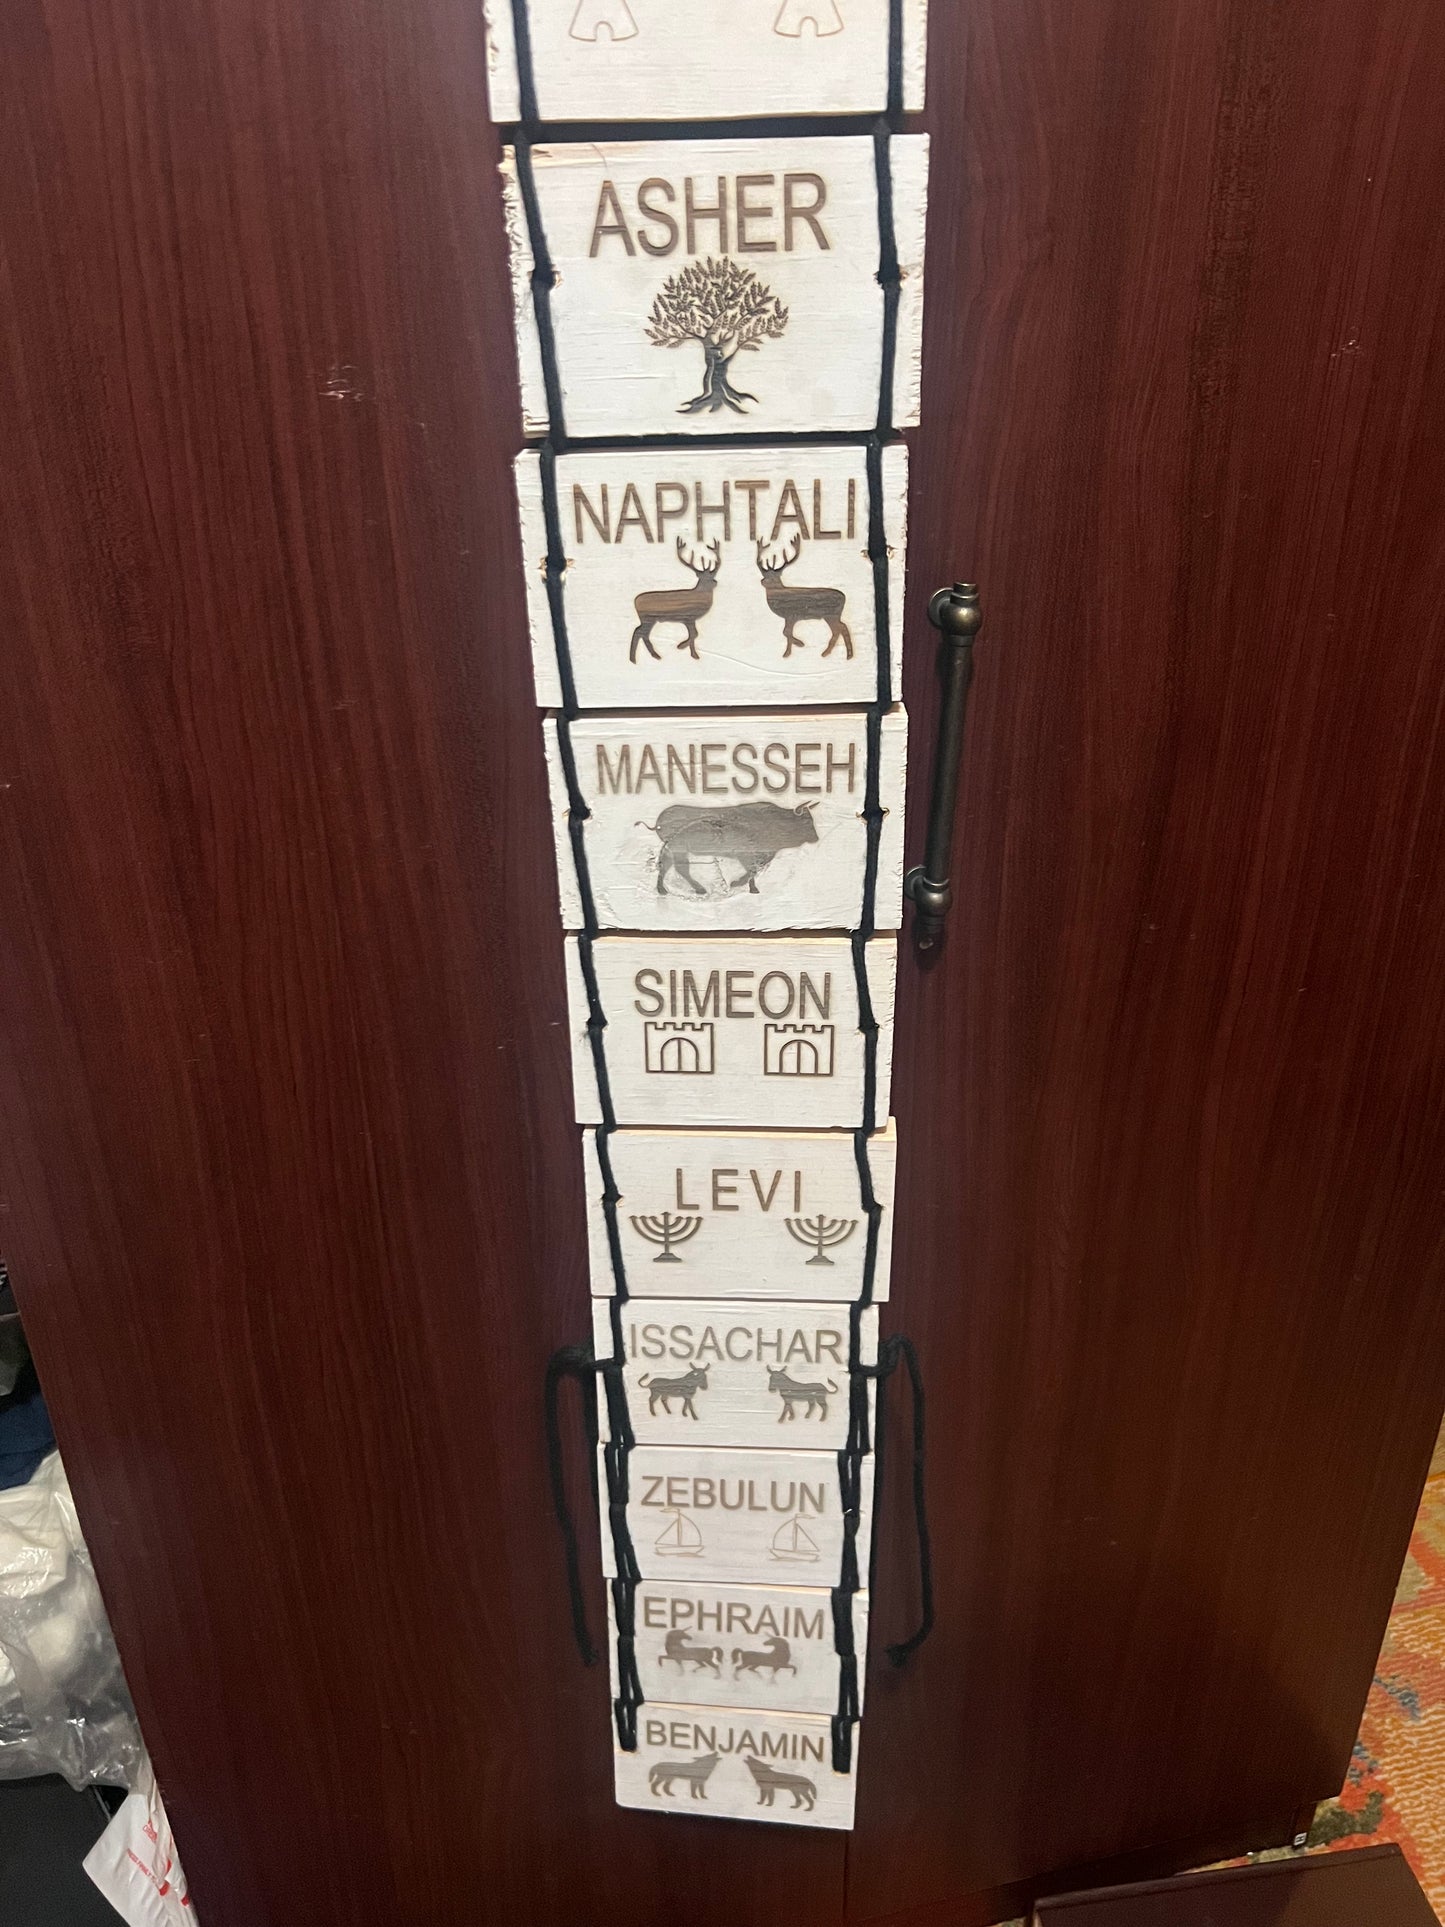 ASHER
NAPHTALI
MANESSEH
SIMEON
LEVI
ISSACHAR
ZEBULUN
EPHRAIM
BENJAMIN